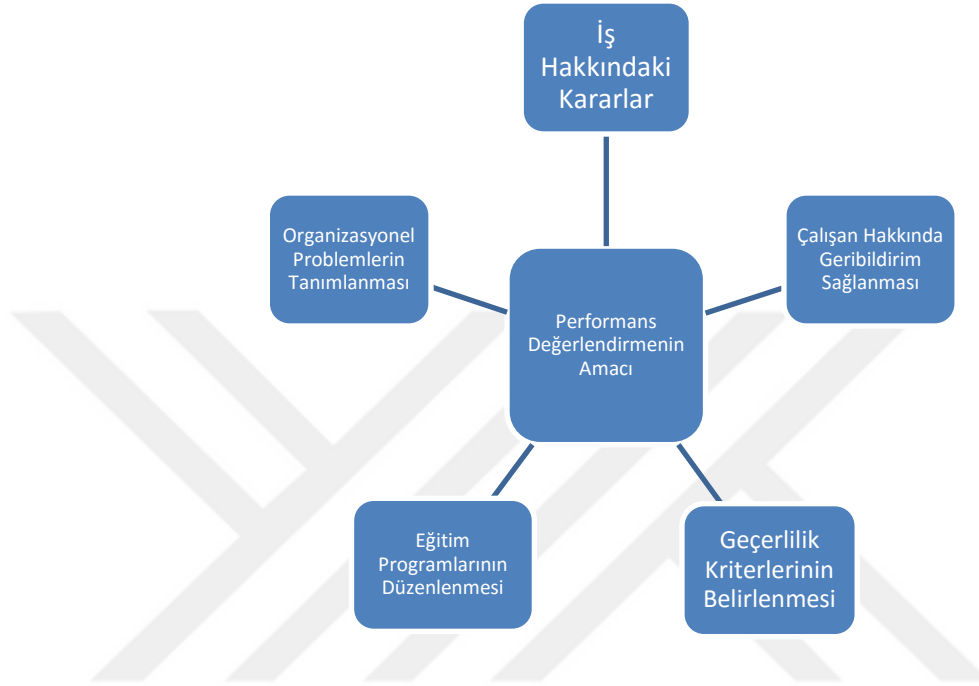 İş
Hakkındaki
Kararlar
Organizasyonel
Problemlerin
Tanımlanması
Çalışan Hakkında
Geribildirim
Sağlanması
Performans
Değerlendirmenin
Amacı
Eğitim
Programlarının
Düzenlenmesi
Geçerlilik
Kriterlerinin
Belirlenmesi